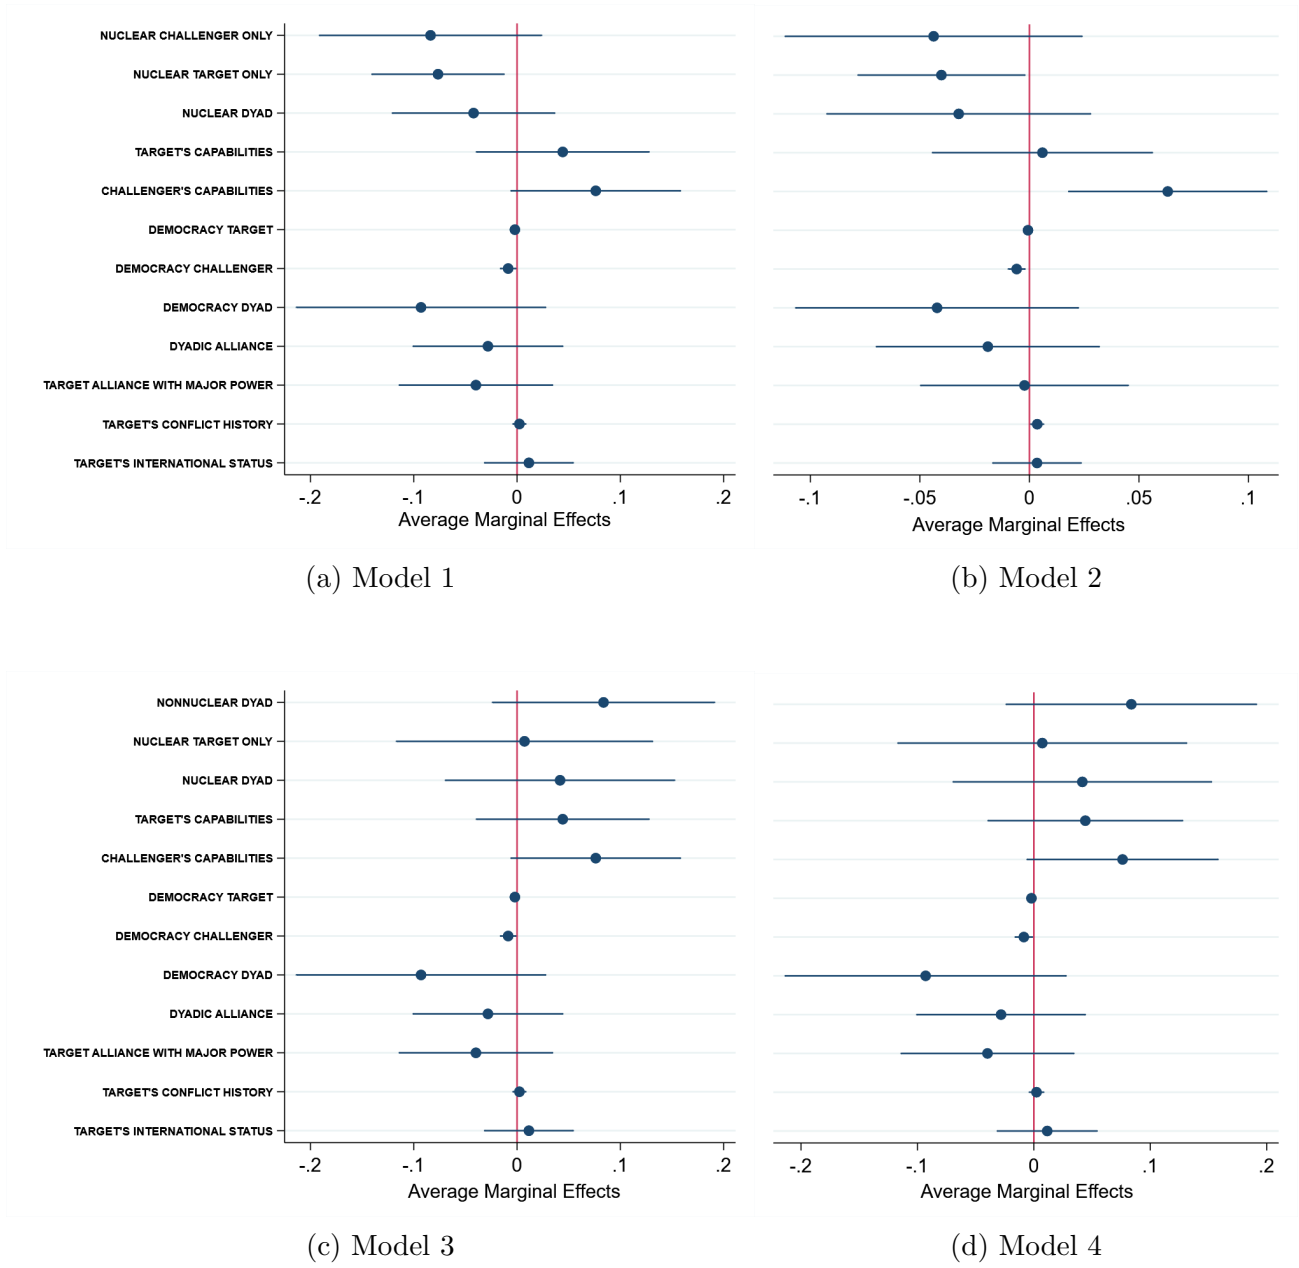 NUCLEAR CHALLENGER ONLY
NUCLEAR TARGET ONLY
NUCLEAR DYAD
TARGET'S CAPABILITIES
CHALLENGER'S CAPABILITIES
DEMOCRACY TARGET
DEMOCRACY CHALLENGER
DEMOCRACY DYAD
DYADIC ALLIANCE
TARGET ALLIANCE WITH MAJOR POWER
TARGET'S CONFLICT HISTORY
TARGET'S INTERNATIONAL STATUS
-.2 -.1 0 .1 .2
Average Marginal Effects
(a) Model 1
-.1 -.05 0 .05 .1
Average Marginal Effects
(b) Model 2
NONNUCLEAR DYAD
NUCLEAR TARGET ONLY
NUCLEAR DYAD
TARGET'S CAPABILITIES
CHALLENGER'S CAPABILITIES
DEMOCRACY TARGET
DEMOCRACY CHALLENGER
DEMOCRACY DYAD
DYADIC ALLIANCE
TARGET ALLIANCE WITH MAJOR POWER
TARGET'S CONFLICT HISTORY
TARGET'S INTERNATIONAL STATUS
-.2 -.1 0 .1 .2
Average Marginal Effects
(c) Model 3
-.2 -.1 0 .1 .2
Average Marginal Effects
(d) Model 4